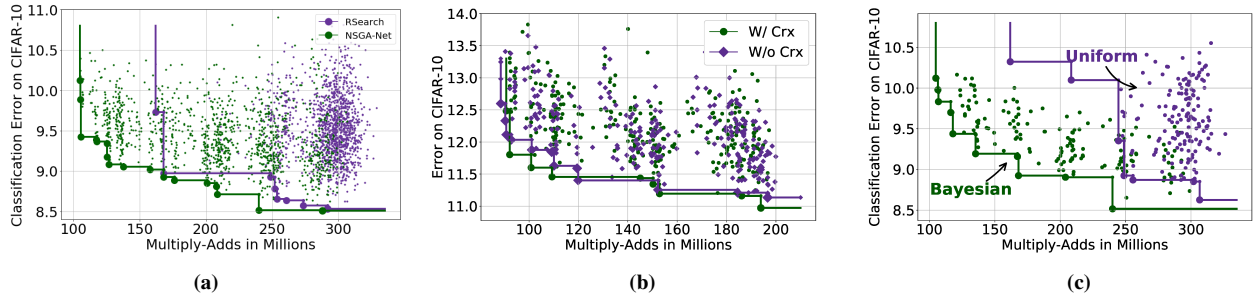 Classification Error on CIFAR-10
11.0
10.5
10.0
9.5
9.0
8.5
100
150
200
250
300
Multiply-Adds in Millions
RSearch
NSGA-Net
(a)
Error on CIFAR-10
14.0
13.5
13.0
12.5
12.0
11.5
11.0
100
120
140
160
180
200
Multiply-Adds in Millions
W/ Crx
W/o Crx
(b)
Classification Error on CIFAR-10
10.5
10.0
9.5
9.0
8.5
100
150
200
250
300
Multiply-Adds in Millions
Uniform
Bayesian
(c)